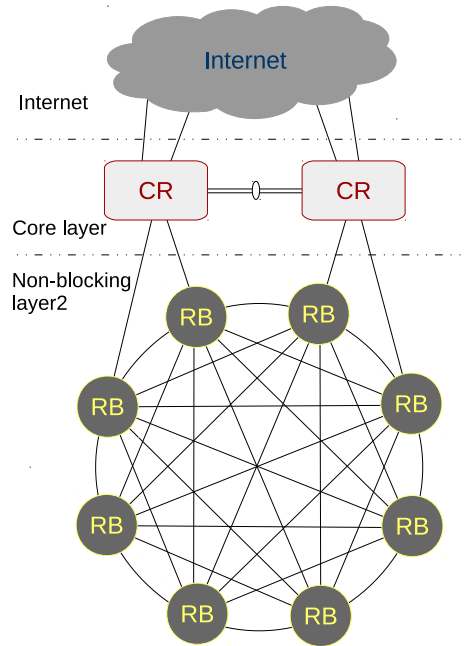 Internet
Internet
CR
CR
Core layer
Non-blocking
layer2
RB
RB
RB
RB
RB
RB
RB
RB